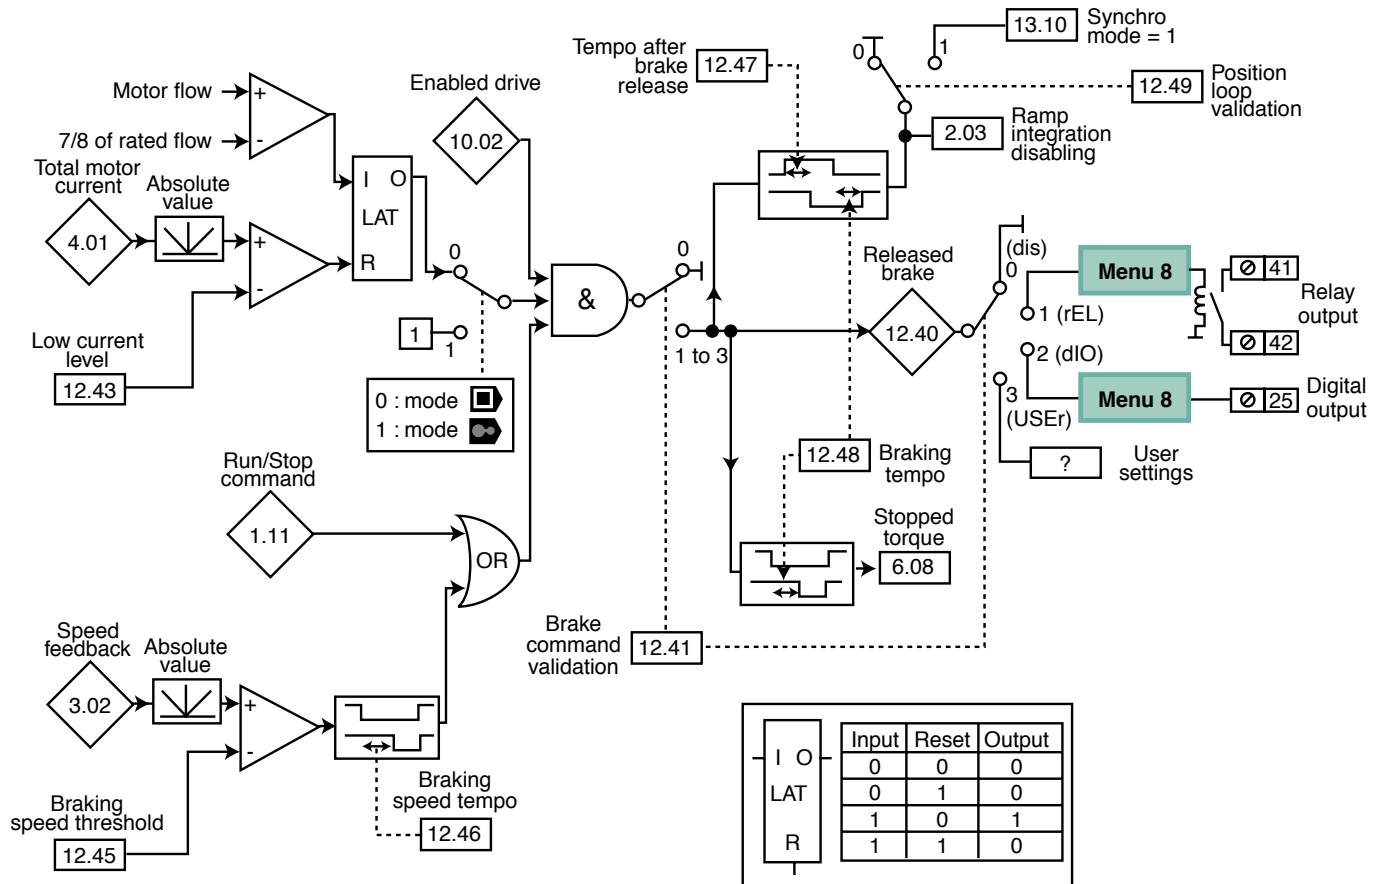 Motor flow
+
7/8 of rated flow
-
Total motor
current
4.01
Absolute
value
+
-
I O
LAT
R
Low current
level
12.43
Enabled drive
10.02
0
1
1
0 : mode
1 : mode
&
0
1 to 3
Run/Stop
command
1.11
OR
Speed
feedback
3.02
Absolute
value
+
-
Braking
speed threshold
12.45
Braking
speed tempo
12.46
Tempo after
brake
release
12.47
0
1
13.10
Synchro
mode = 1
12.49
Position
loop
validation
2.03
Ramp
integration
disabling
Released
brake
12.40
(dis)
0
1 (rEL)
2 (dIO)
3
(USEr)
Menu 8
41
42
Relay
output
Menu 8
25
Digital
output
?
User
settings
12.48
Braking
tempo
Stopped
torque
6.08
Brake
command
validation
12.41
I O
LAT
R
Input Reset Output
0 0 0
0 1 0
1 0 1
1 1 0